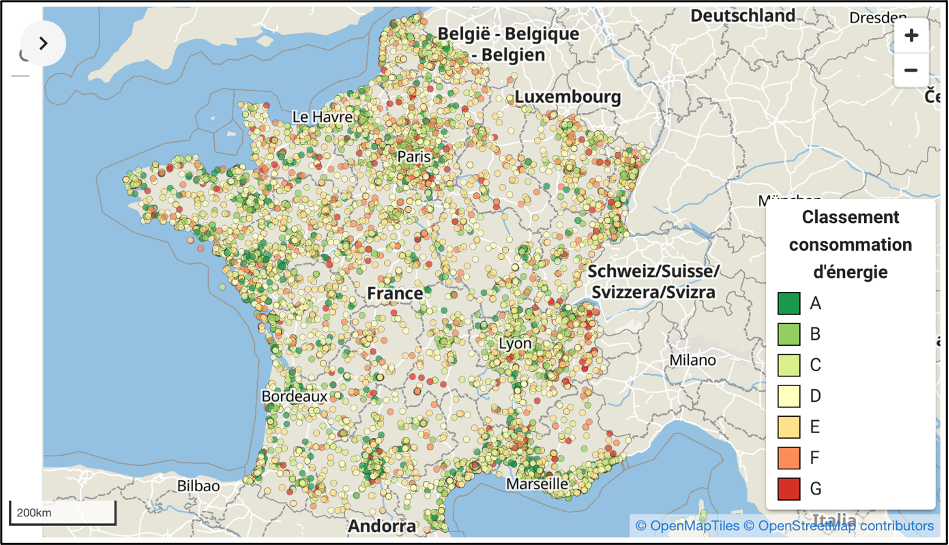 Deutschland
Dresden
België - Belgique
- Belgien
+
−
Luxembourg
Le Havre
Paris
München
Classement
consommation
d'énergie
A
B
C
D
E
F
G
Schweiz/Suisse/
Svizzera/Svizra
France
Lyon
Milano
Bordeaux
Bilbao
Marseille
200km
Andorra
Italia
© OpenMapTiles © OpenStreetMap contributors